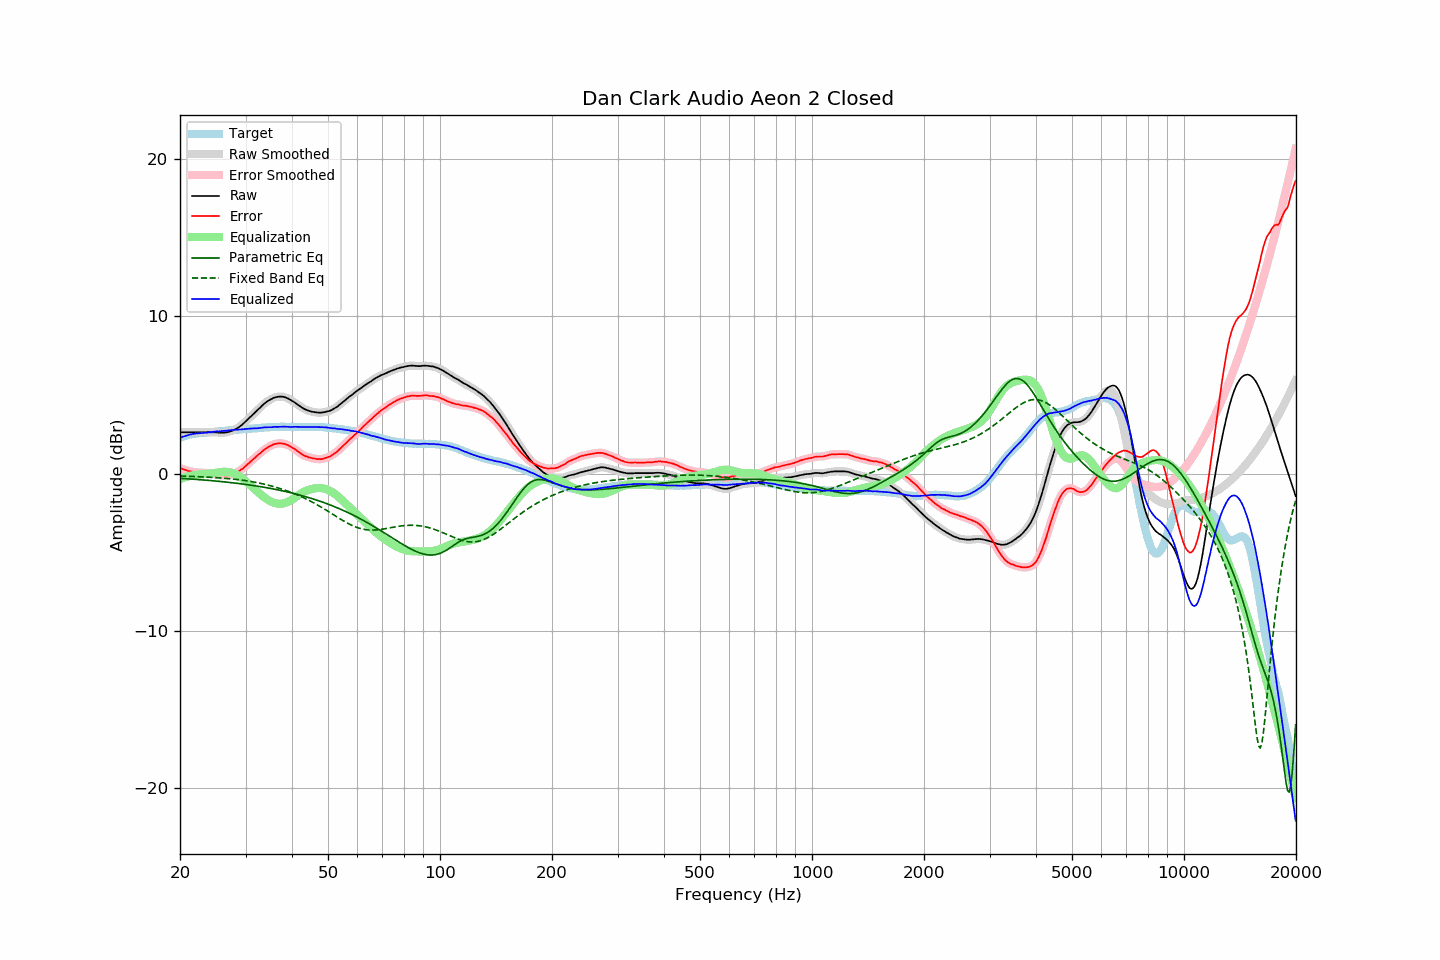 Dan Clark Audio Aeon 2 Closed
Target
Raw Smoothed
Error Smoothed
Raw
Error
Equalization
Parametric Eq
Fixed Band Eq
Equalized
20
10
0
−10
−20
Amplitude (dBr)
20 50 100 200 500 1000 2000 5000 10000 20000
Frequency (Hz)